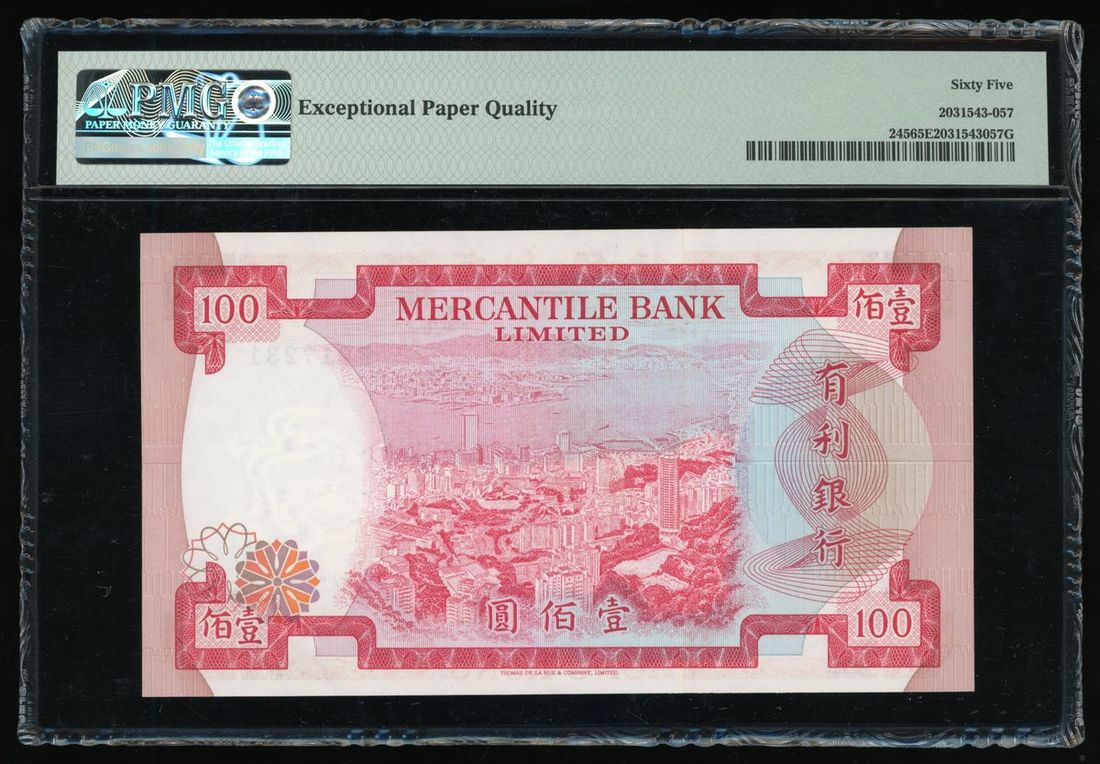 PMG
PAPER MONEY GUARANTY
Exceptional Paper Quality
Sixty Five
2031543-057
24565E2031543057G
100
MERCANTILE BANK
LIMITED
佰壹
有利銀行
佰壹
圓佰壹
100
THOMAS DE LA RUE & COMPANY, LIMITED.